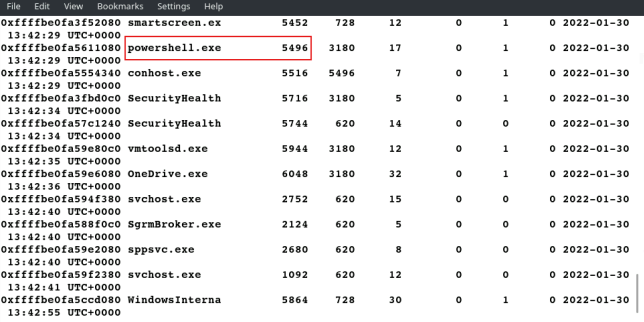 File Edit View Bookmarks Settings Help
0xffffbe0fa3f52080 smartscreen.ex 5452 728 12 0 1 0 2022-01-30
13:42:29 UTC+0000
0xffffbe0fa5611080 powershell.exe 5496 3180 17 0 1 0 2022-01-30
13:42:29 UTC+0000
0xffffbe0fa5554340 conhost.exe 5516 5496 7 0 1 0 2022-01-30
13:42:29 UTC+0000
0xffffbe0fa3fbd0c0 SecurityHealth 5716 3180 5 0 1 0 2022-01-30
13:42:34 UTC+0000
0xffffbe0fa57c1240 SecurityHealth 5744 620 14 0 0 0 2022-01-30
13:42:34 UTC+0000
0xffffbe0fa59e80c0 vmtoolsd.exe 5944 3180 12 0 1 0 2022-01-30
13:42:35 UTC+0000
0xffffbe0fa59e6080 OneDrive.exe 6048 3180 32 0 1 0 2022-01-30
13:42:36 UTC+0000
0xffffbe0fa594f380 svchost.exe 2752 620 15 0 0 0 2022-01-30
13:42:40 UTC+0000
0xffffbe0fa588f0c0 SgrmBroker.exe 2124 620 5 0 0 0 2022-01-30
13:42:40 UTC+0000
0xffffbe0fa59e2080 sppsvc.exe 2680 620 8 0 0 0 2022-01-30
13:42:40 UTC+0000
0xffffbe0fa59f2380 svchost.exe 1092 620 12 0 0 0 2022-01-30
13:42:41 UTC+0000
0xffffbe0fa5ccd080 WindowsInterna 5864 728 30 0 1 0 2022-01-30
13:42:55 UTC+0000